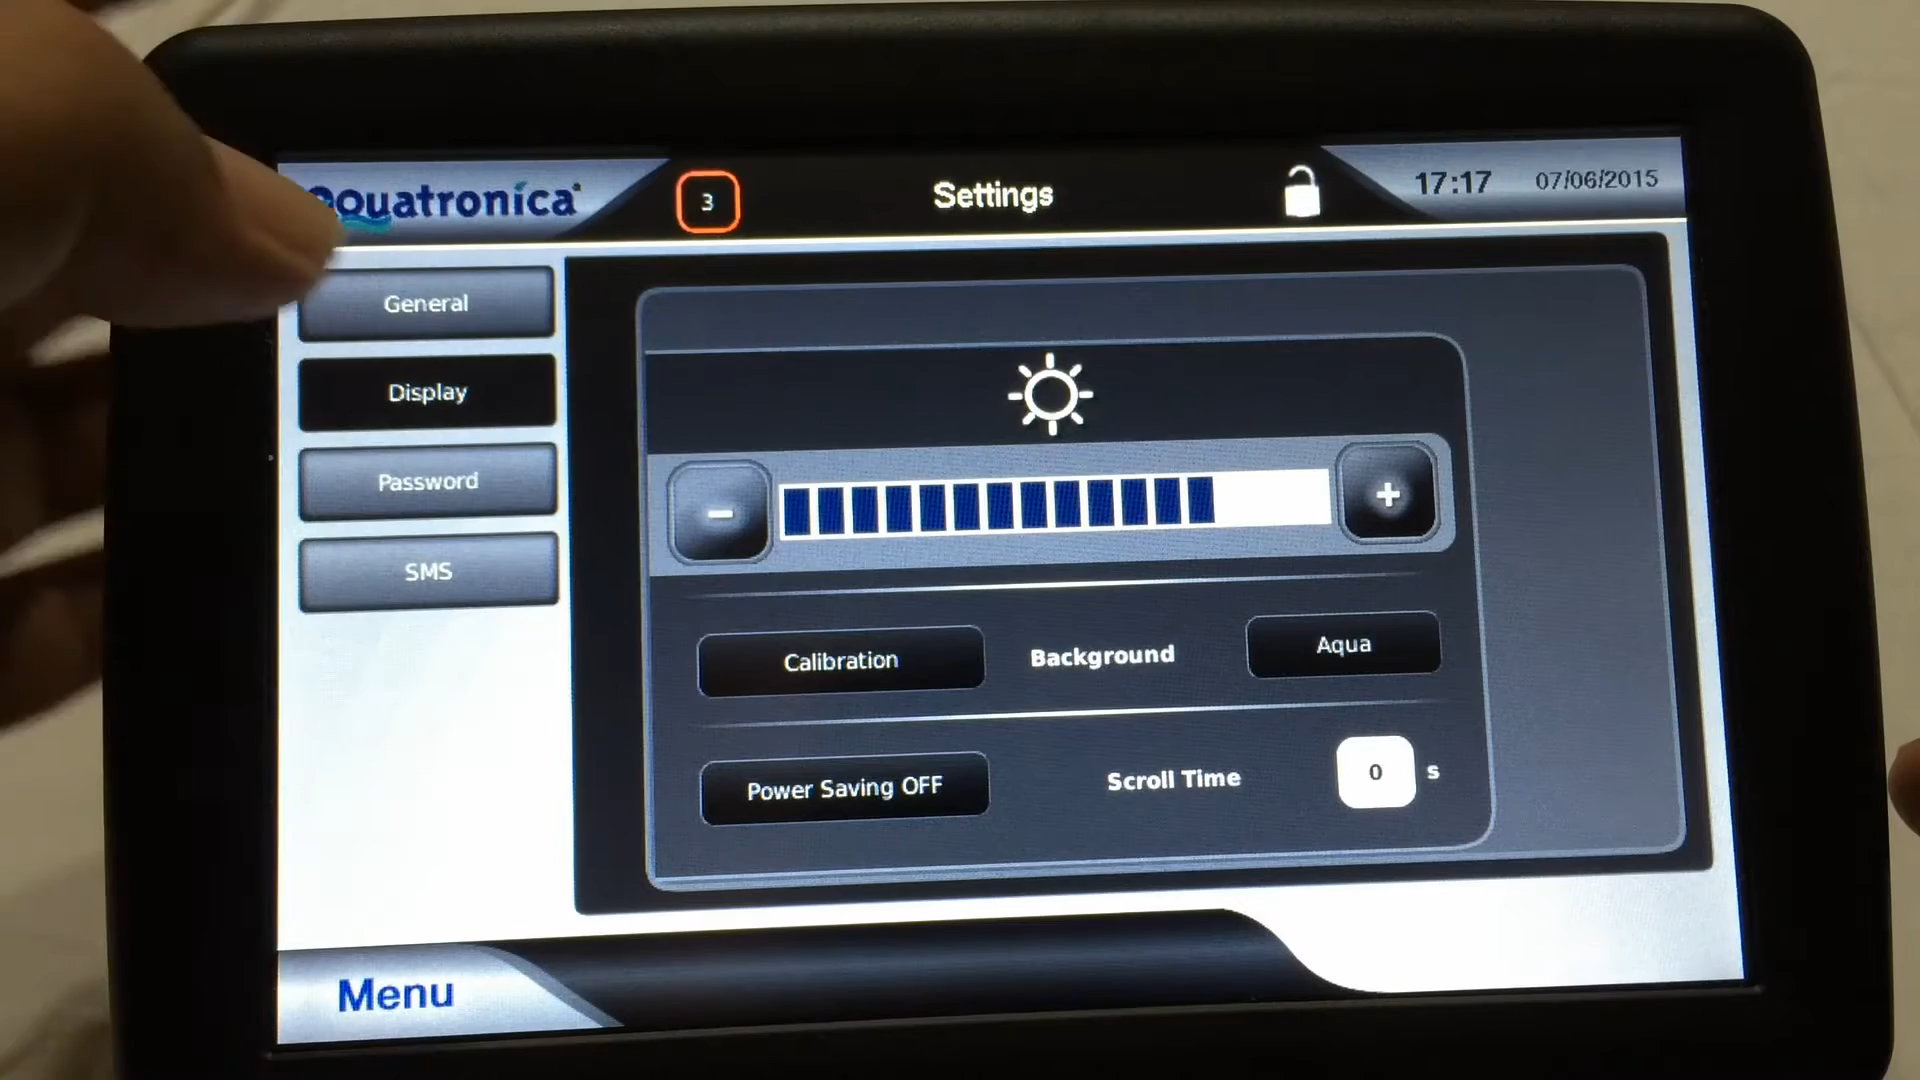 aquatronica
3
Settings
17:17
07/06/2015
General
Display
Password
SMS
-
+
Calibration
Background
Aqua
Power Saving OFF
Scroll Time
0
s
Menu